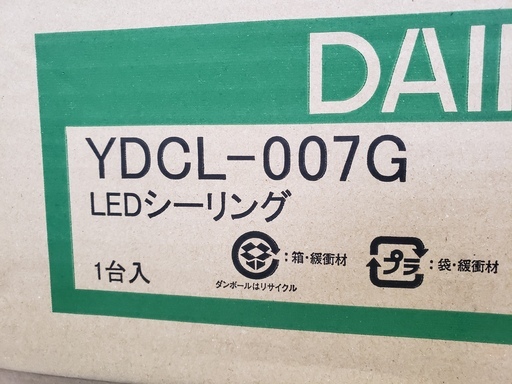 DAI
YDCL-007G
LEDシーリング
1台入
:箱・緩衝材
ダンボールはリサイクル
プラ
:袋・緩衝材